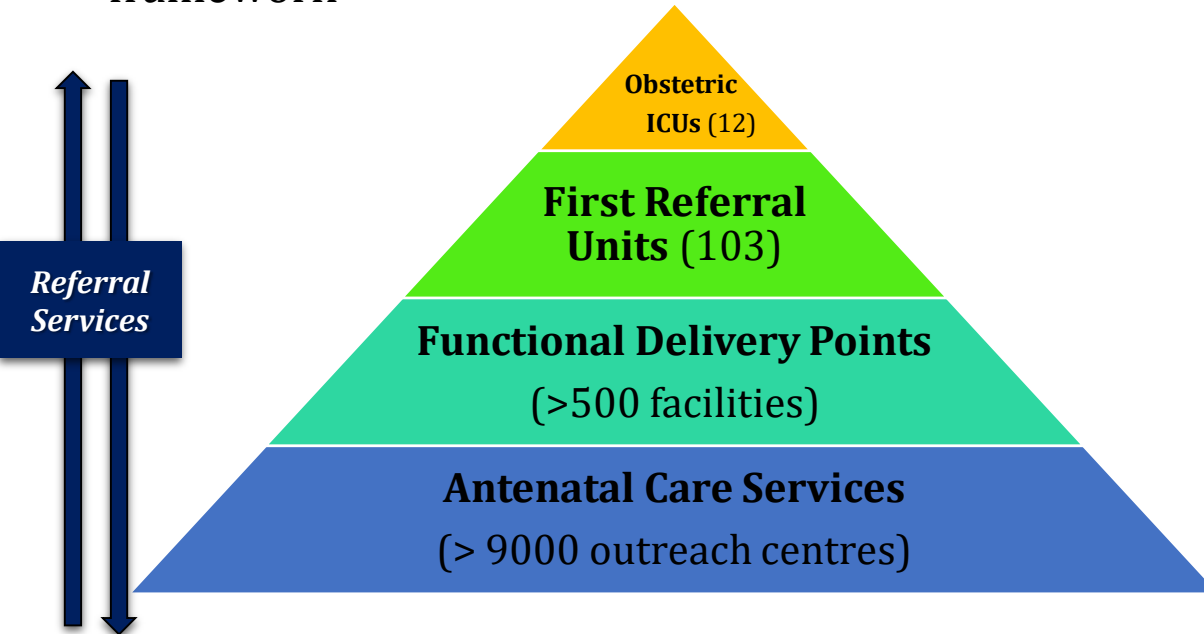 Obstetric
ICUs (12)
First Referral
Units (103)
Referral
Services
Functional Delivery Points
(>500 facilities)
Antenatal Care Services
(> 9000 outreach centres)